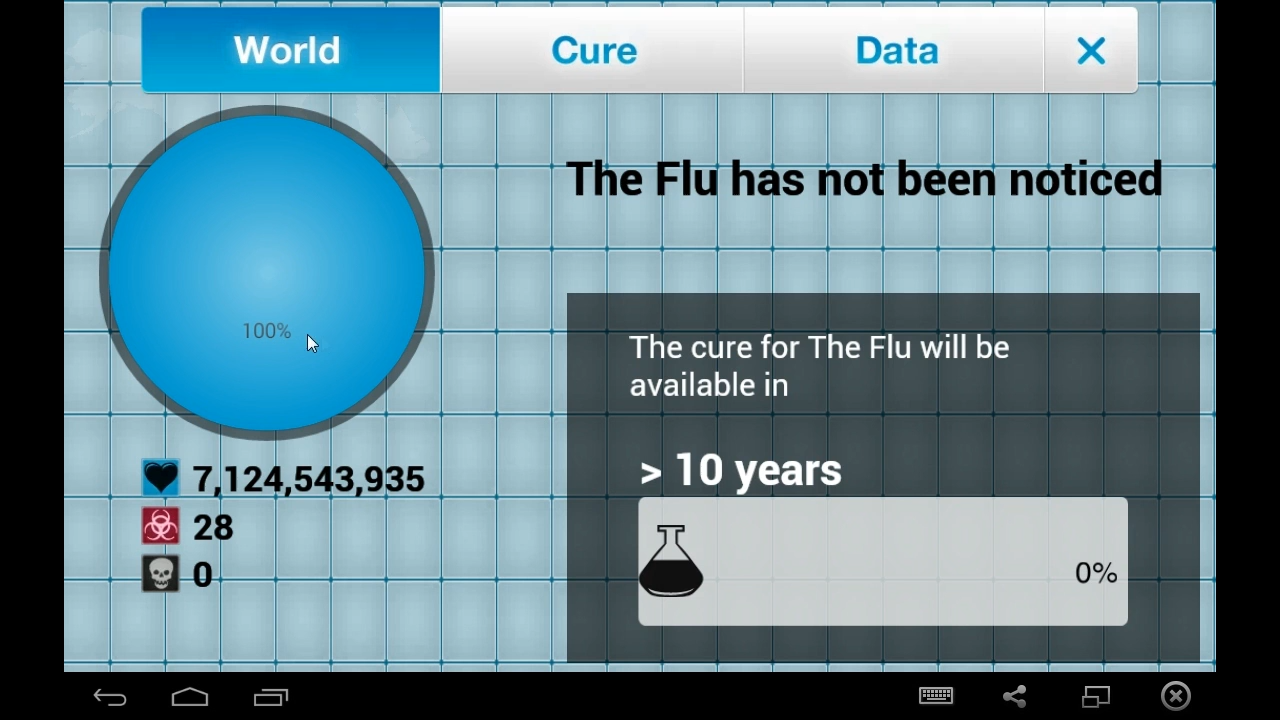 World
Cure
Data
The Flu has not been noticed
100%
The cure for The Flu will be
available in
> 10 years
0%
7,124,543,935
28
0